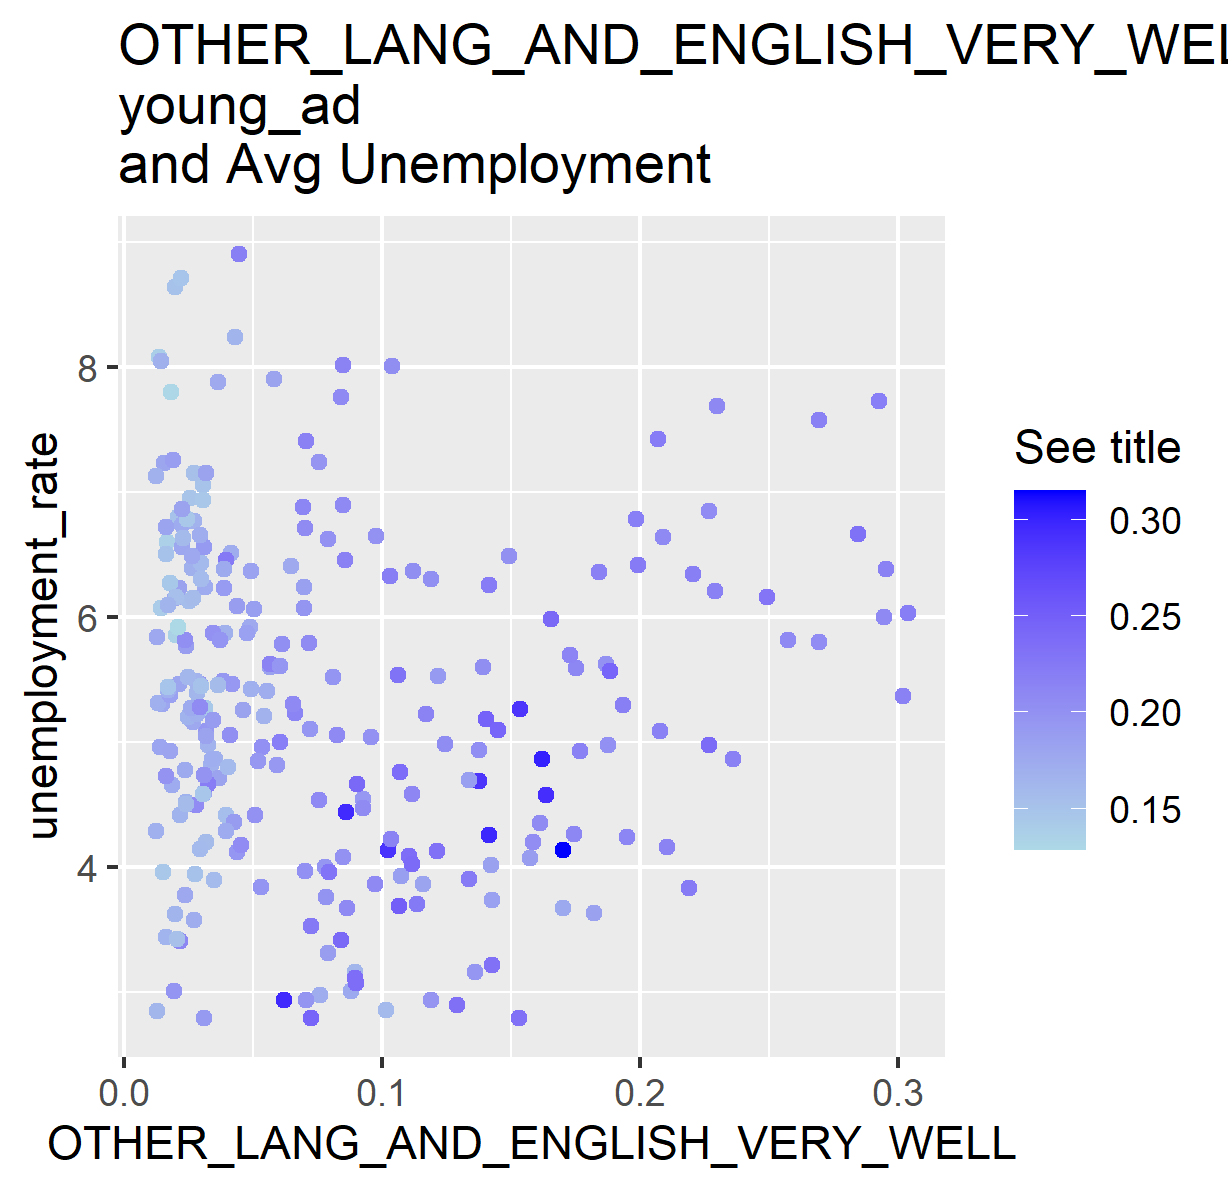 OTHER_LANG_AND_ENGLISH_VERY_WEL
young_ad
and Avg Unemployment
unemployment_rate
8
6
4
0.0 0.1 0.2 0.3
OTHER_LANG_AND_ENGLISH_VERY_WELL
See title
0.30
0.25
0.20
0.15